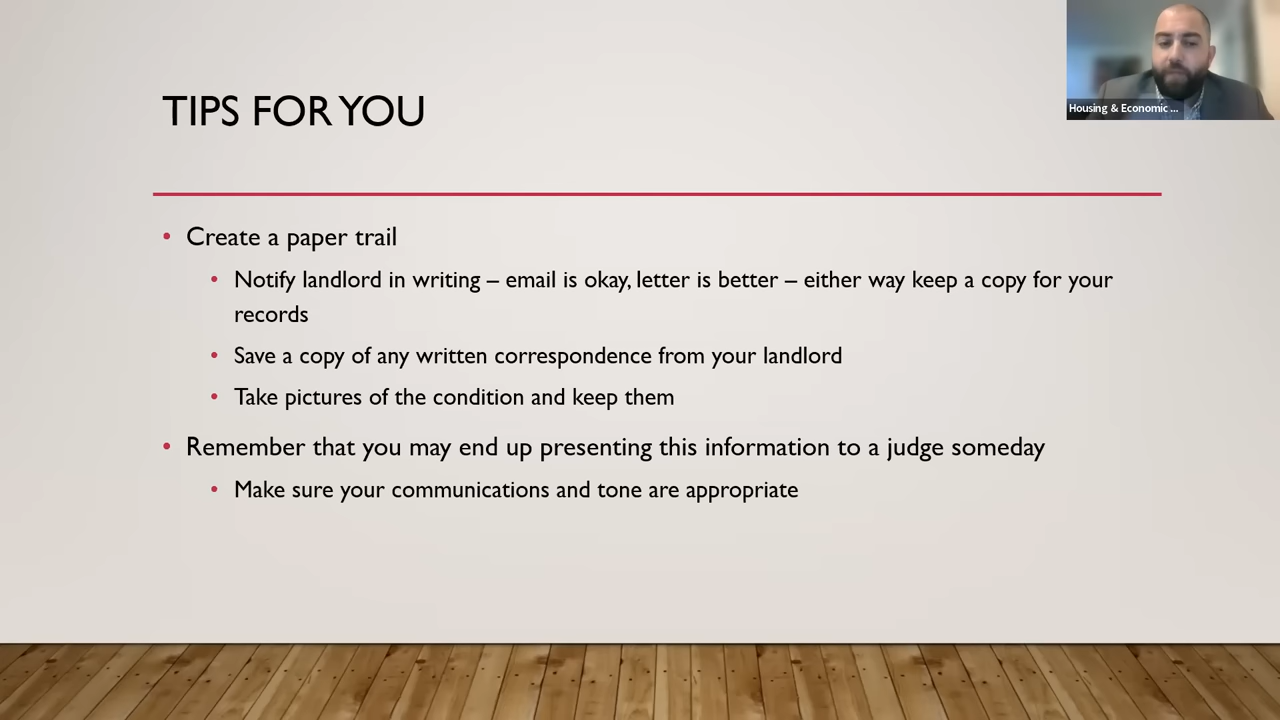 TIPS FOR YOU
Housing & Economic ...
• Create a paper trail
• Notify landlord in writing – email is okay, letter is better – either way keep a copy for your
records
• Save a copy of any written correspondence from your landlord
• Take pictures of the condition and keep them
• Remember that you may end up presenting this information to a judge someday
• Make sure your communications and tone are appropriate